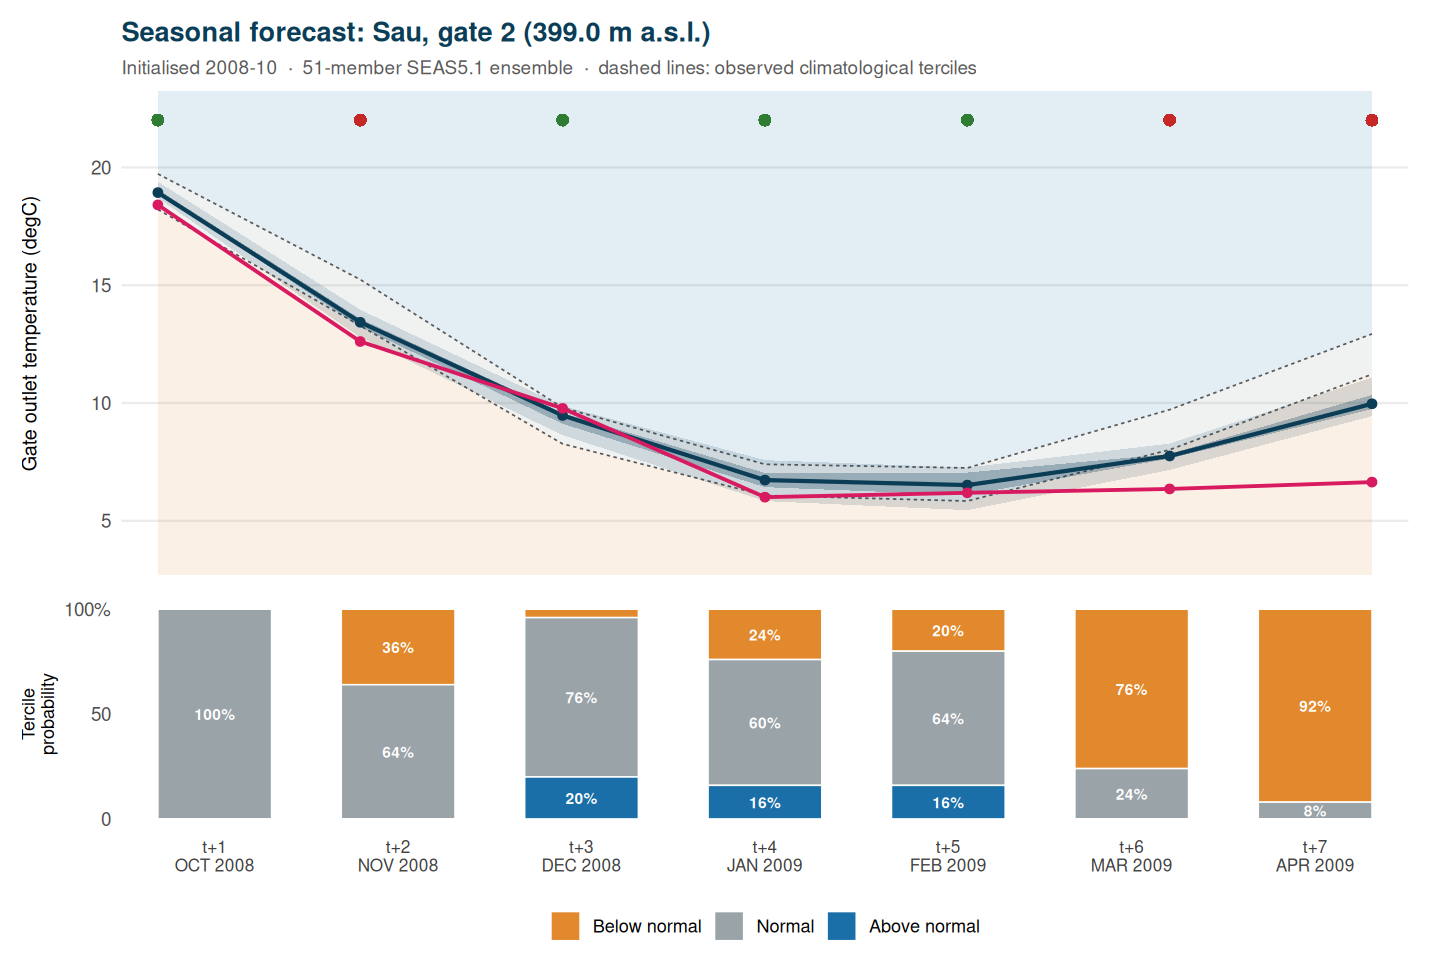 Seasonal forecast: Sau, gate 2 (399.0 m a.s.l.)
Initialised 2008-10 · 51-member SEAS5.1 ensemble · dashed lines: observed climatological terciles
Gate outlet temperature (degC)
20
15
10
5
Tercile
probability
100%
50
0
100%
36%
64%
76%
20%
24%
60%
16%
20%
64%
16%
76%
24%
92%
8%
t+1
OCT 2008
t+2
NOV 2008
t+3
DEC 2008
t+4
JAN 2009
t+5
FEB 2009
t+6
MAR 2009
t+7
APR 2009
Below normal
Normal
Above normal